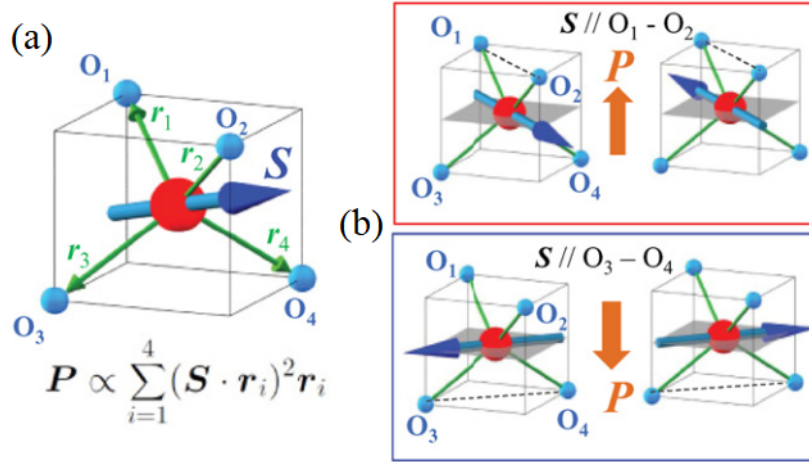 (a)
O₁
r₁
O₂
r₂
S
r₃
r₄
O₃
O₄
P ∝ ∑_{i=1}^{4} (S · r_i)² r_i
(b)
S // O₁ - O₂
O₁
P
O₂
O₃
O₄
S // O₃ – O₄
O₁
O₂
P
O₃
O₄